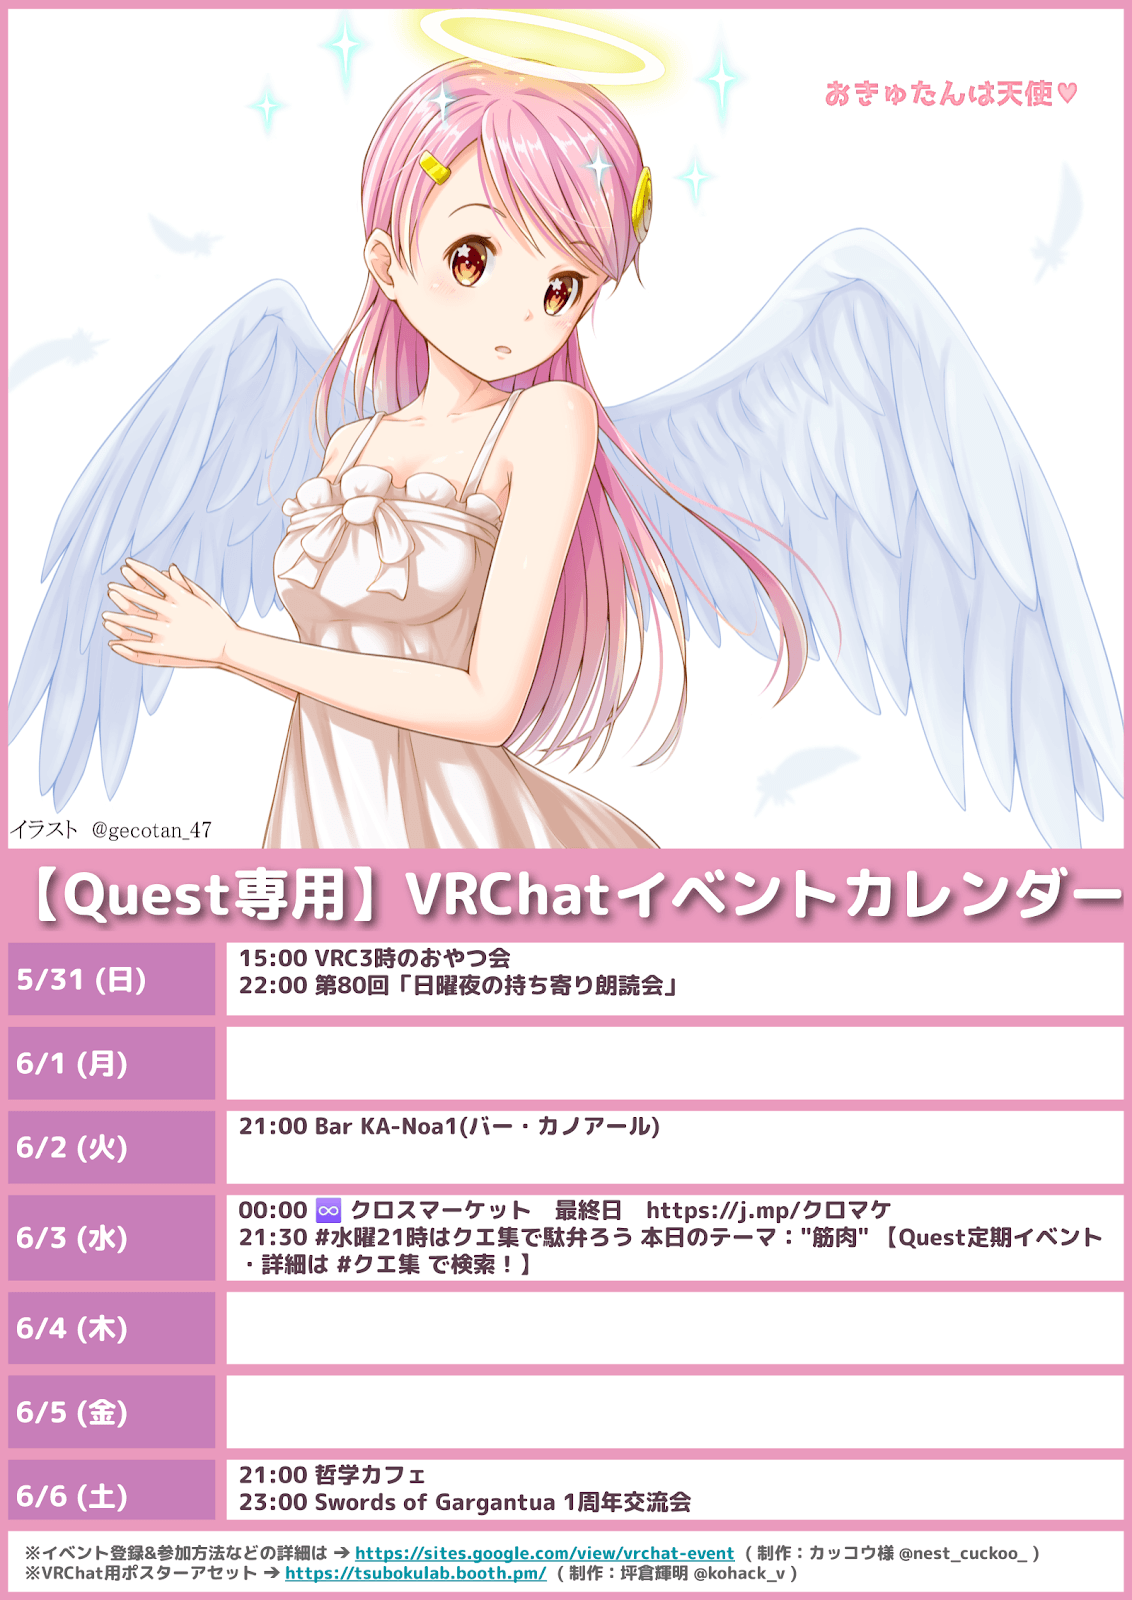 おきゅたんは天使♥
イラスト @gecotan_47
【Quest専用】VRChatイベントカレンダー
5/31 (日)
15:00 VRC3時のおやつ会
22:00 第80回「日曜夜の持ち寄り朗読会」
6/1 (月)
6/2 (火)
21:00 Bar KA-Noa1(バー・カノアール)
6/3 (水)
00:00 ♾ クロスマーケット　最終日　https://j.mp/クロマケ
21:30 #水曜21時はクエ集で駄弁ろう 本日のテーマ："筋肉" 【Quest定期イベント
・詳細は #クエ集 で検索！】
6/4 (木)
6/5 (金)
6/6 (土)
21:00 哲学カフェ
23:00 Swords of Gargantua 1周年交流会
※イベント登録&参加方法などの詳細は → https://sites.google.com/view/vrchat-event ( 制作：カッコウ様 @nest_cuckoo_ )
※VRChat用ポスターアセット → https://tsubokulab.booth.pm/ ( 制作：坪倉輝明 @kohack_v )